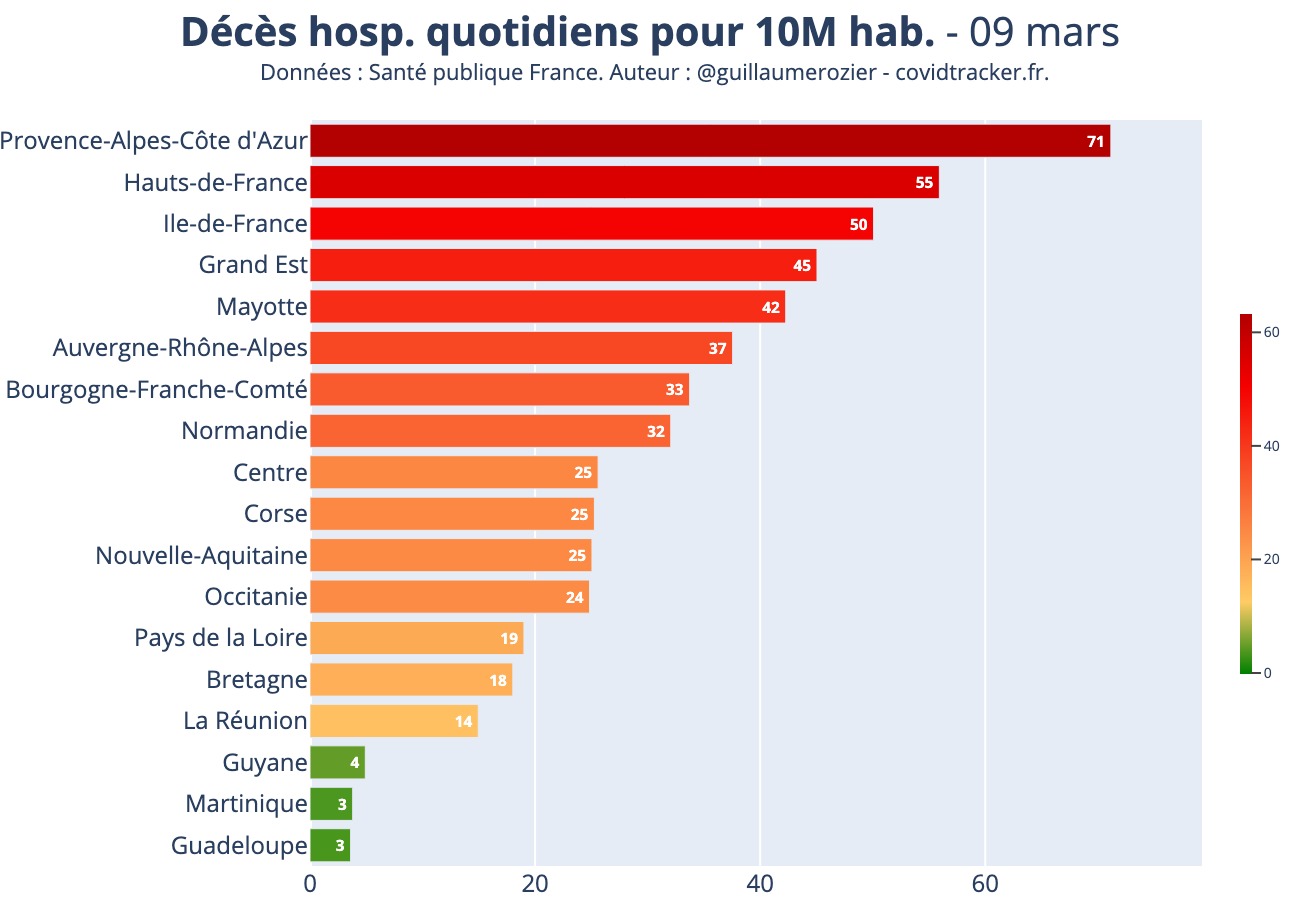 Décès hosp. quotidiens pour 10M hab. - 09 mars
Données : Santé publique France. Auteur : @guillaumerozier - covidtracker.fr.
Provence-Alpes-Côte d'Azur 71
Hauts-de-France 55
Ile-de-France 50
Grand Est 45
Mayotte 42
Auvergne-Rhône-Alpes 37
Bourgogne-Franche-Comté 33
Normandie 32
Centre 25
Corse 25
Nouvelle-Aquitaine 25
Occitanie 24
Pays de la Loire 19
Bretagne 18
La Réunion 14
Guyane 4
Martinique 3
Guadeloupe 3
0 20 40 60
60
40
20
0